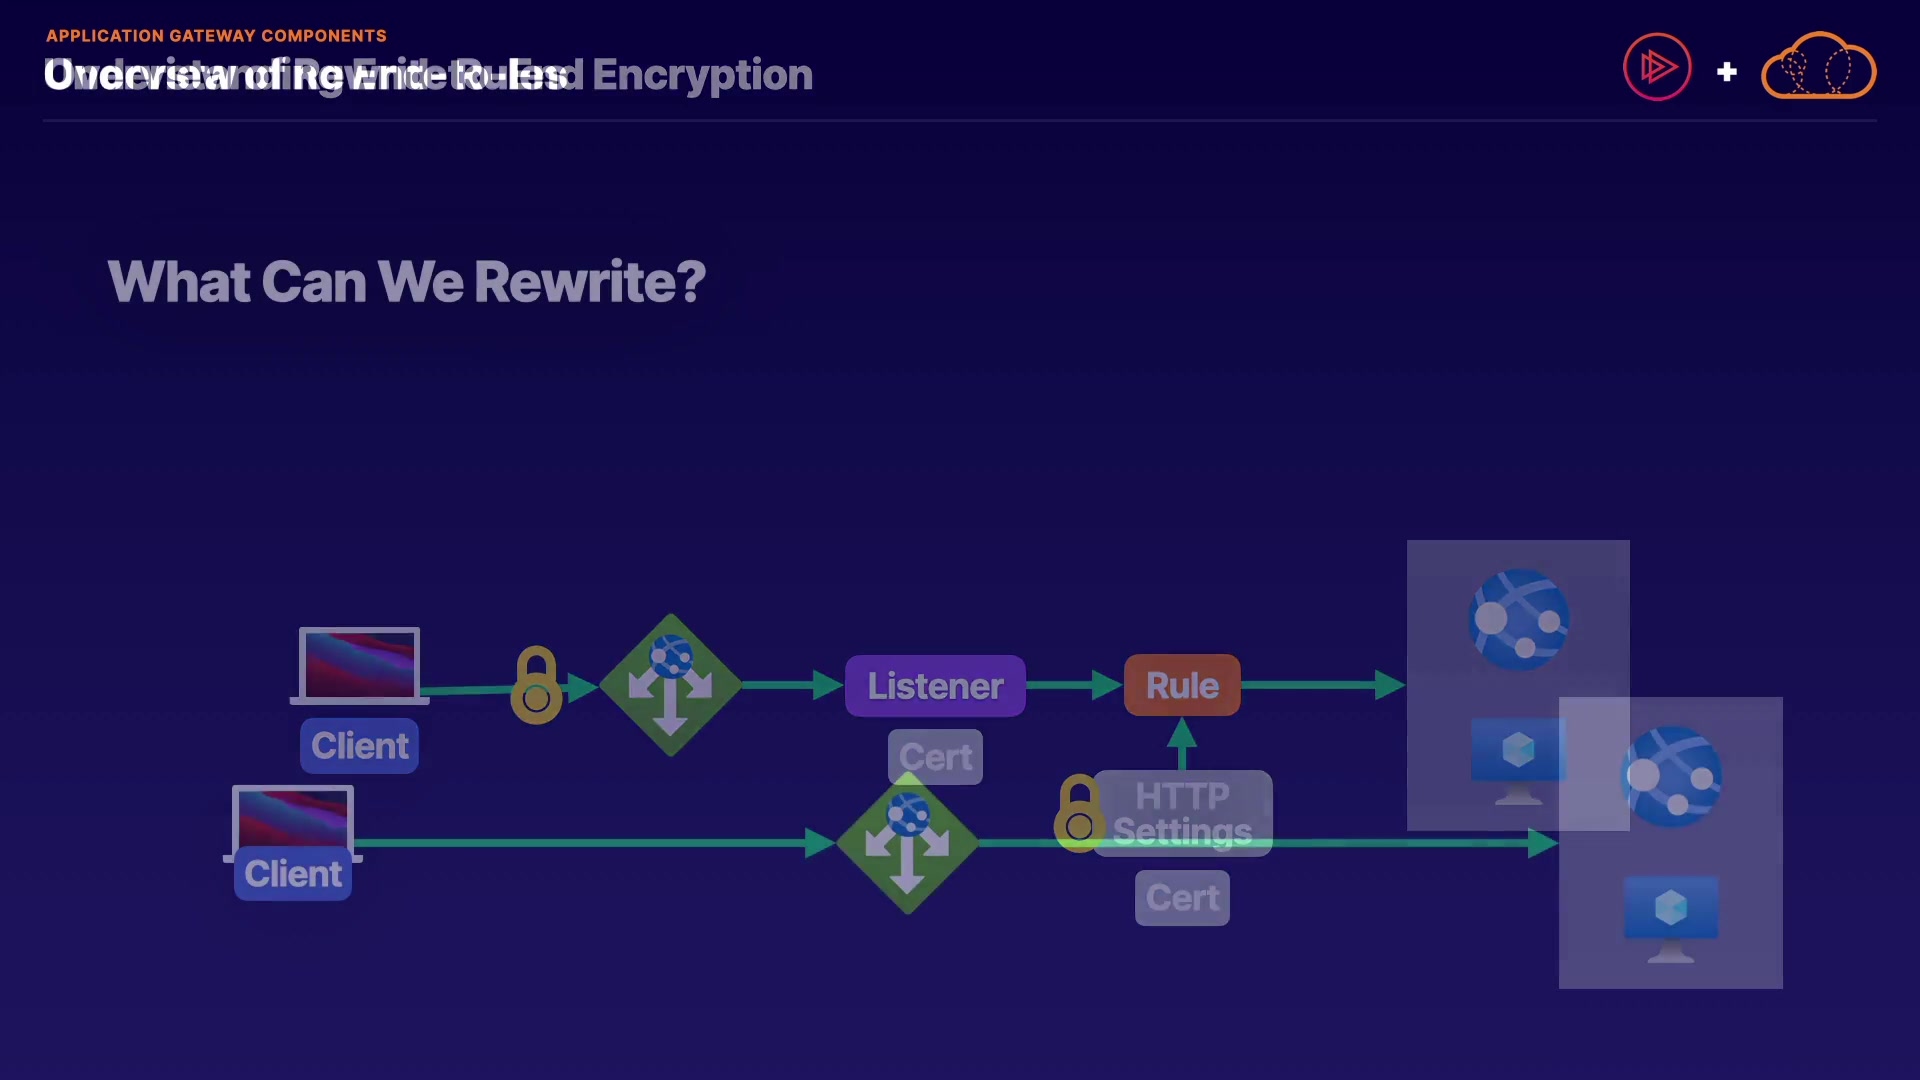 APPLICATION GATEWAY COMPONENTS
Overview of Rewrite Rules
Understanding End-to-End Encryption
What Can We Rewrite?
Listener
Rule
Client
Cert
HTTP
Settings
Client
Cert